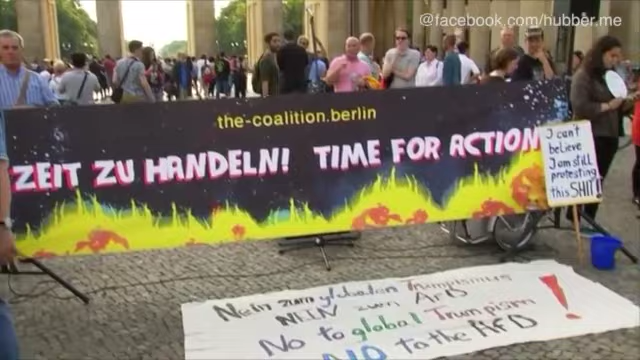 @facebook.com/hubber.me
the-coalition.berlin
ZEIT ZU HANDELN! TIME FOR ACTION
I can't
believe
I am still
protesting
this SHIT!
Nein zum globalen Trumpismus
NEIN zur AfD
No to global Trumpism
NO to the AfD
!